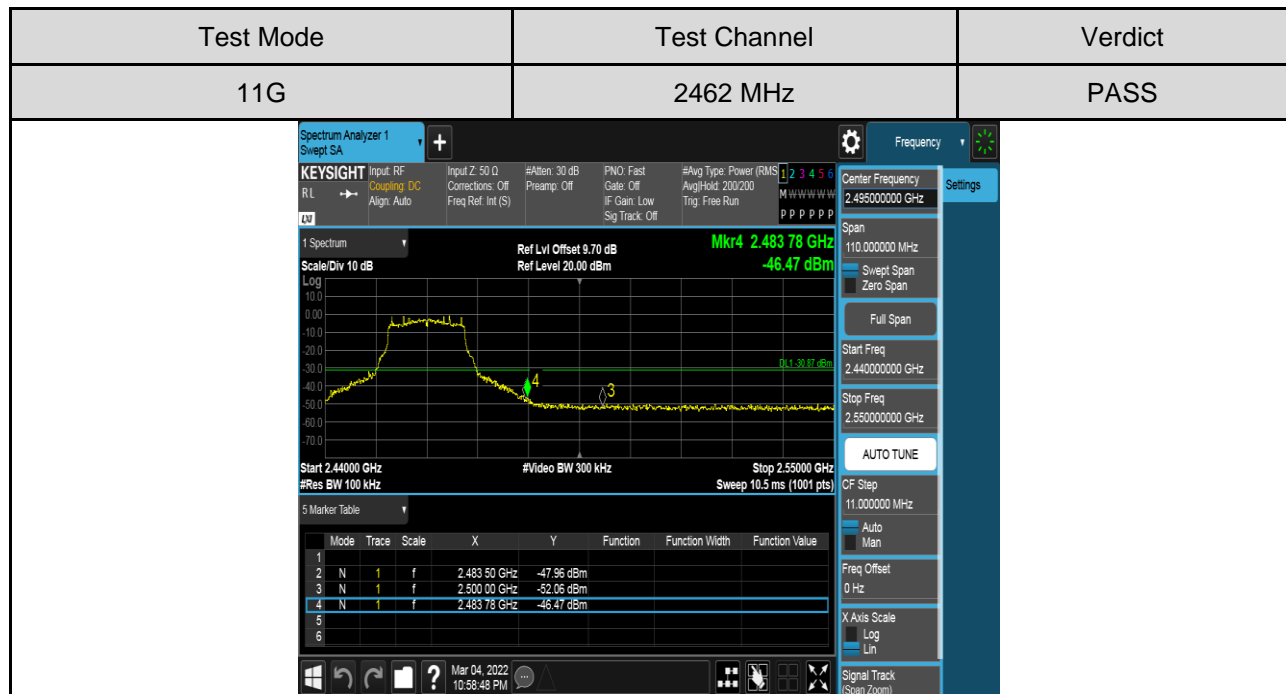 Test Mode Test Channel Verdict
11G 2462 MHz PASS
Spectrum Analyzer 1
Swept SA
+
Frequency
KEYSIGHT
RL
LXI
Input: RF
Coupling: DC
Align: Auto
Input Z: 50 Ω
Corrections: Off
Freq Ref: Int (S)
#Atten: 30 dB
Preamp: Off
PNO: Fast
Gate: Off
IF Gain: Low
Sig Track: Off
#Avg Type: Power (RMS
Avg|Hold: 200/200
Trig: Free Run
1 2 3 4 5 6
M W W W W W
P P P P P P
1 Spectrum
Scale/Div 10 dB
Ref Lvl Offset 9.70 dB
Ref Level 20.00 dBm
Mkr4 2.483 78 GHz
-46.47 dBm
Log
10.0
0.00
-10.0
-20.0
-30.0
-40.0
-50.0
-60.0
-70.0
DL1 -30.87 dBm
4
3
Start 2.44000 GHz #Video BW 300 kHz Stop 2.55000 GHz
#Res BW 100 kHz Sweep 10.5 ms (1001 pts)
5 Marker Table
Mode Trace Scale X Y Function Function Width Function Value
1
2 N 1 f 2.483 50 GHz -47.96 dBm
3 N 1 f 2.500 00 GHz -52.06 dBm
4 N 1 f 2.483 78 GHz -46.47 dBm
5
6
?
Mar 04, 2022
10:58:48 PM
Center Frequency
2.495000000 GHz
Settings
Span
110.000000 MHz
Swept Span
Zero Span
Full Span
Start Freq
2.440000000 GHz
Stop Freq
2.550000000 GHz
AUTO TUNE
CF Step
11.000000 MHz
Auto
Man
Freq Offset
0 Hz
X Axis Scale
Log
Lin
Signal Track
(Span Zoom)